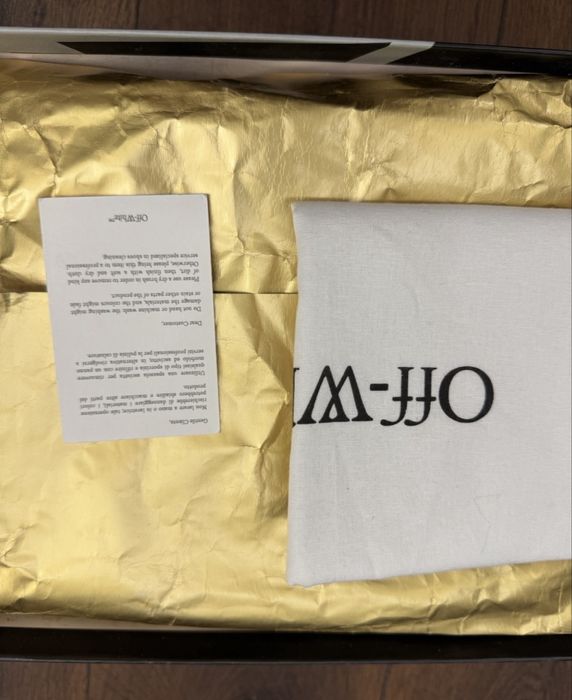 Off-W
Gentile Cliente,
Non lavare a mano o in lavatrice; tale operazione
rischierebbe di danneggiare i materiali, i colori
potrebbero sbiadire e macchiare altre parti del
prodotto.
Utilizzare una spazzola asciutta per rimuovere
qualsiasi tipo di sporcizia e rifinire con un panno
morbido ed asciutto, in alternativa rivolgersi a
servizi professionali per la pulizia di calzature.
Dear Customer,
Do not hand or machine wash: the washing might
damage the materials, and the colours might fade
or stain other parts of the product.
Please use a dry brush in order to remove any kind
of dirt, then finish with a soft and dry cloth.
Otherwise, please bring this item to a professional
service specialised in shoes cleaning.
Off-White™